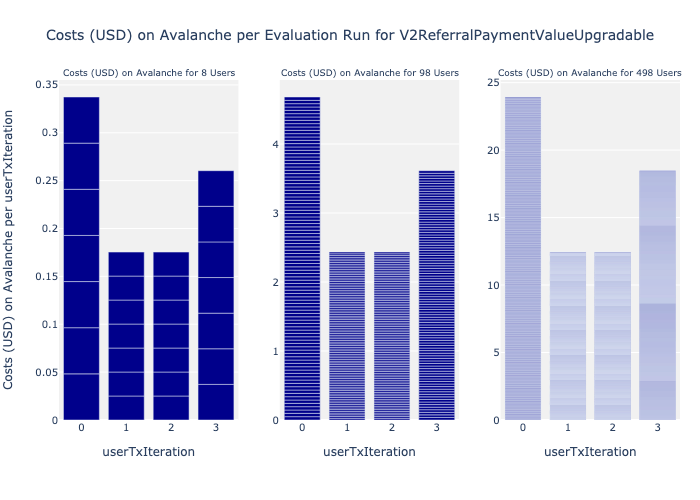 Costs (USD) on Avalanche per Evaluation Run for V2ReferralPaymentValueUpgradable
Costs (USD) on Avalanche per userTxIteration
Costs (USD) on Avalanche for 8 Users
0.35
0.3
0.25
0.2
0.15
0.1
0.05
0
0 1 2 3
userTxIteration
Costs (USD) on Avalanche for 98 Users
4
3
2
1
0
0 1 2 3
userTxIteration
Costs (USD) on Avalanche for 498 Users
25
20
15
10
5
0
0 1 2 3
userTxIteration